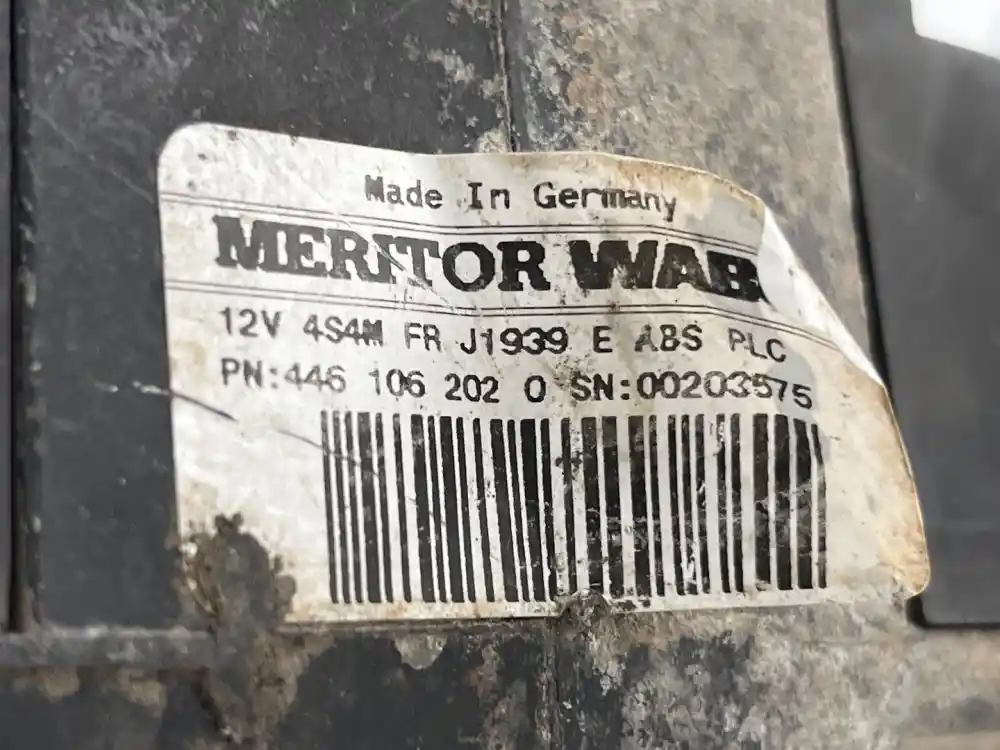 Made In Germany
MERITOR WAB
12V 4S4M FR J1939 E ABS PLC
PN:446 106 202 0 SN:00203575